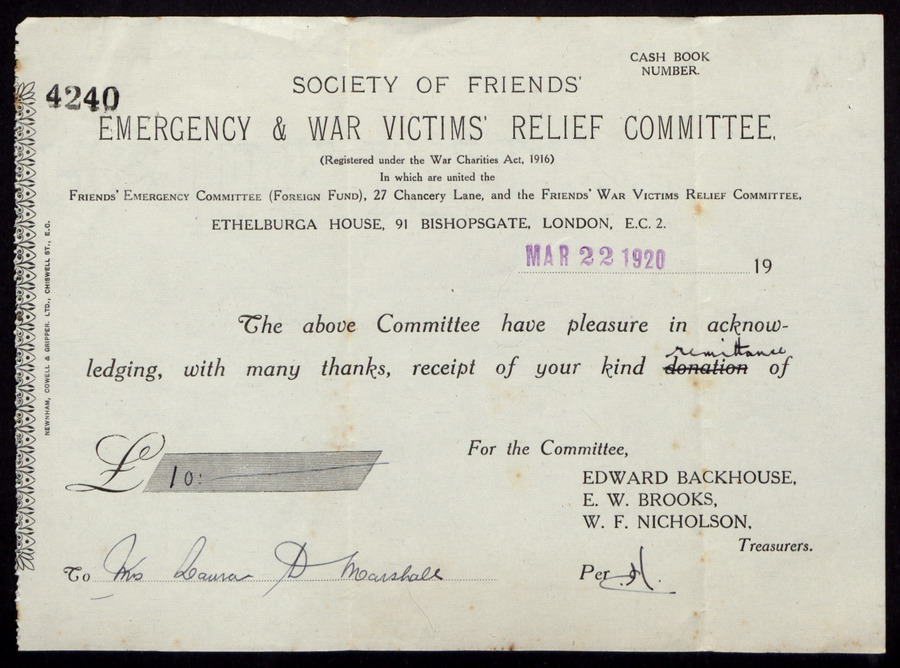 CASH BOOK
NUMBER.
4240
SOCIETY OF FRIENDS'
EMERGENCY & WAR VICTIMS' RELIEF COMMITTEE,
(Registered under the War Charities Act, 1916)
In which are united the
FRIENDS' EMERGENCY COMMITTEE (FOREIGN FUND), 27 Chancery Lane, and the FRIENDS' WAR VICTIMS RELIEF COMMITTEE,
ETHELBURGA HOUSE, 91 BISHOPSGATE, LONDON, E.C. 2.
MAR 22 1920 19
The above Committee have pleasure in acknow-
remittance
ledging, with many thanks, receipt of your kind donation of
£ 10:
For the Committee,
EDWARD BACKHOUSE,
E. W. BROOKS,
W. F. NICHOLSON,
Treasurers.
To Mrs Laura D Marshall
Per H.
NEWNHAM, COWELL & GRIPPER, LTD., CHISWELL ST., E.C.